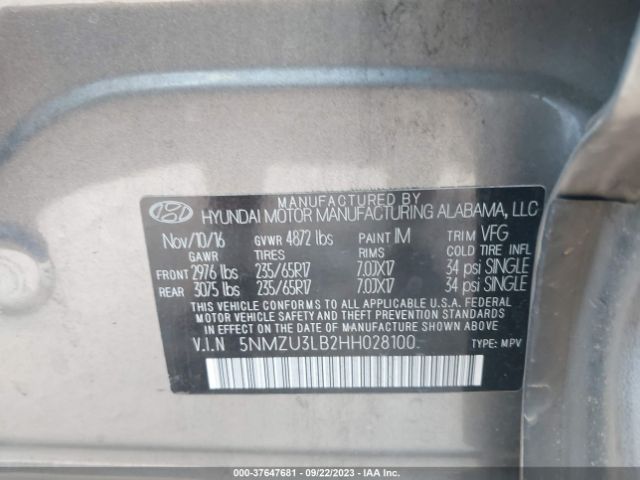 MANUFACTURED BY
HYUNDAI MOTOR MANUFACTURING ALABAMA, LLC
Nov/10/16 GVWR 4872 lbs PAINT IM TRIM VFG
GAWR TIRES RIMS COLD TIRE INFL
FRONT 2976 lbs 235/65R17 7.0JX17 34 psi SINGLE
REAR 3075 lbs 235/65R17 7.0JX17 34 psi SINGLE
THIS VEHICLE CONFORMS TO ALL APPLICABLE U.S.A. FEDERAL
MOTOR VEHICLE SAFETY STANDARDS IN EFFECT ON THE DATE
OF MANUFACTURE SHOWN ABOVE.
V.I.N 5NMZU3LB2HH028100 TYPE: MPV
000-37647681 - 09/22/2023 - IAA Inc.